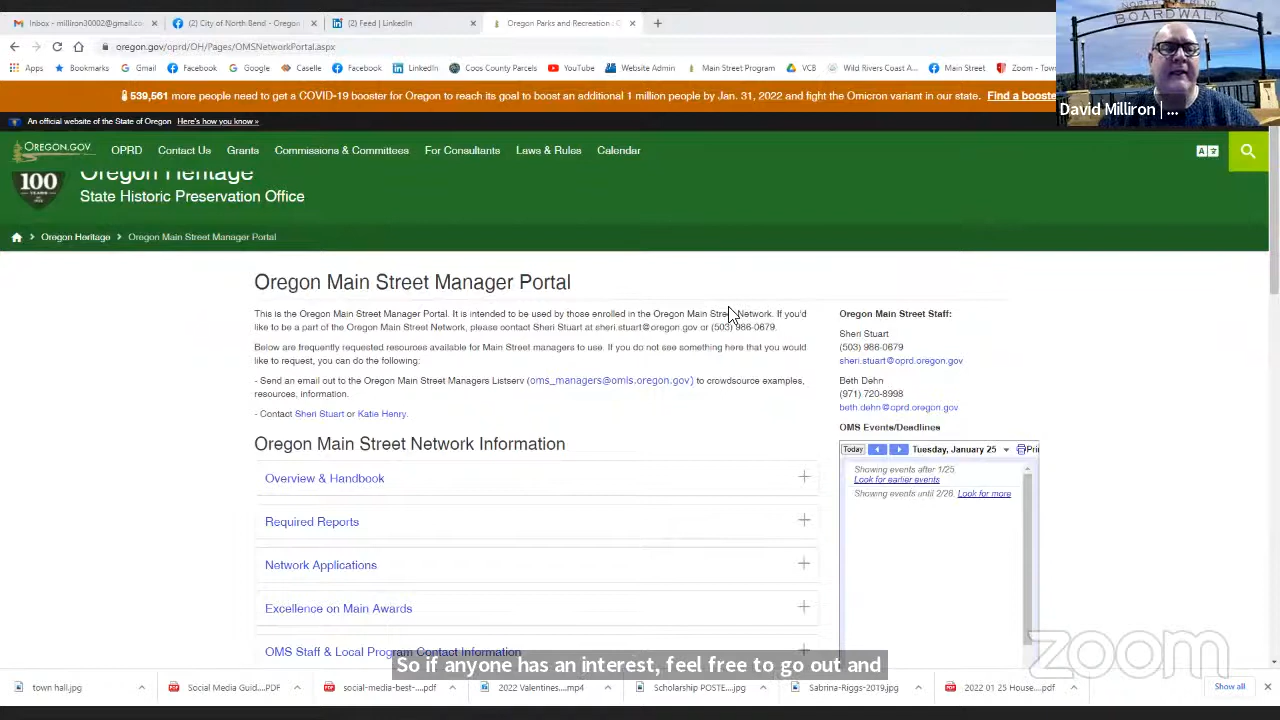 Inbox - milliron30002@gmail.co
(2) City of North Bend - Oregon
(2) Feed | LinkedIn
Oregon Parks and Recreation :
oregon.gov/oprd/OH/Pages/OMSNetworkPortal.aspx
Apps Bookmarks Gmail Facebook Google Caselle Facebook LinkedIn Coos County Parcels YouTube Website Admin Main Street Program VCB Wild Rivers Coast A... Main Street Zoom - Town
BOARDWALK
David Milliron | ...
539,561 more people need to get a COVID-19 booster for Oregon to reach its goal to boost an additional 1 million people by Jan. 31, 2022 and fight the Omicron variant in our state. Find a booste
An official website of the State of Oregon Here's how you know »
OREGON.GOV OPRD Contact Us Grants Commissions & Committees For Consultants Laws & Rules Calendar
100 Oregon Heritage
State Historic Preservation Office
Oregon Heritage > Oregon Main Street Manager Portal
Oregon Main Street Manager Portal
This is the Oregon Main Street Manager Portal. It is intended to be used by those enrolled in the Oregon Main Street Network. If you'd
like to be a part of the Oregon Main Street Network, please contact Sheri Stuart at sheri.stuart@oregon.gov or (503) 986-0679.
Below are frequently requested resources available for Main Street managers to use. If you do not see something here that you would
like to request, you can do the following:
- Send an email out to the Oregon Main Street Managers Listserv (oms_managers@omls.oregon.gov) to crowdsource examples,
resources, information.
- Contact Sheri Stuart or Katie Henry.
Oregon Main Street Network Information
Overview & Handbook
Required Reports
Network Applications
Excellence on Main Awards
OMS Staff & Local Program Contact Information
Oregon Main Street Staff:
Sheri Stuart
(503) 986-0679
sheri.stuart@oprd.oregon.gov
Beth Dehn
(971) 720-8998
beth.dehn@oprd.oregon.gov
OMS Events/Deadlines
Today Tuesday, January 25 Pri
Showing events after 1/25.
Look for earlier events
Showing events until 2/28. Look for more
zoom
So if anyone has an interest, feel free to go out and
town hall.jpg
Social Media Guid....PDF
social-media-best-....pdf
2022 Valentines....mp4
Scholarship POSTE....jpg
Sabrina-Riggs-2019.jpg
2022 01 25 House....pdf
Show all